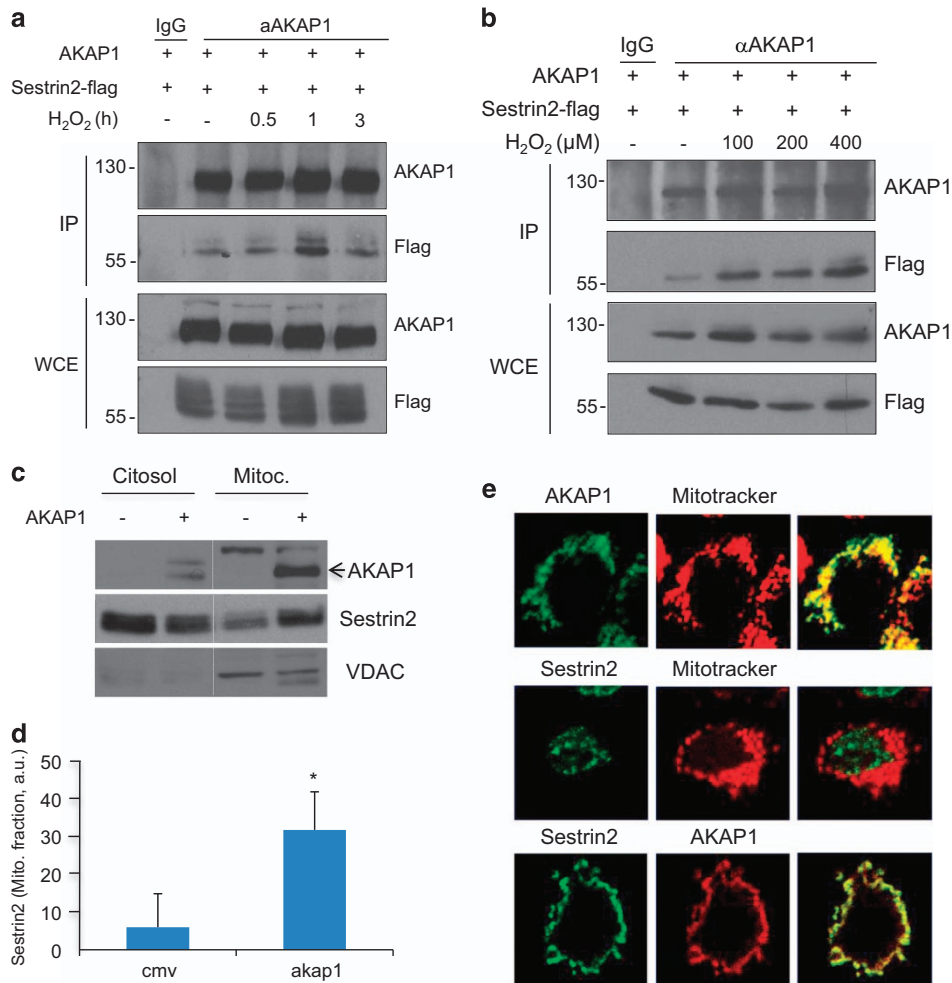 a
IgG aAKAP1
AKAP1 + + + + +
Sestrin2-flag + + + + +
H2O2 (h) - - 0.5 1 3
IP
130- AKAP1
55- Flag
WCE
130- AKAP1
55- Flag
b
IgG αAKAP1
AKAP1 + + + + +
Sestrin2-flag + + + + +
H2O2 (µM) - - 100 200 400
IP
130- AKAP1
55- Flag
WCE
130- AKAP1
55- Flag
c
Citosol Mitoc.
AKAP1 - + - +
AKAP1
Sestrin2
VDAC
d
Sestrin2 (Mito. fraction, a.u.)
50
40
30
20
10
0
*
cmv akap1
e
AKAP1 Mitotracker
Sestrin2 Mitotracker
Sestrin2 AKAP1